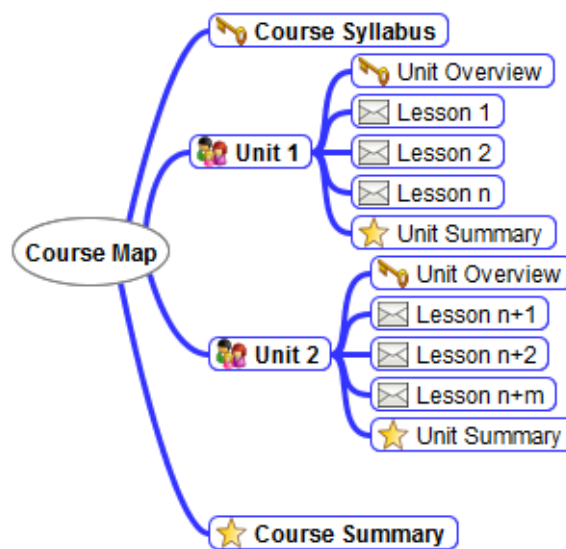 Course Syllabus
Unit Overview
Lesson 1
Unit 1
Lesson 2
Lesson n
Unit Summary
Course Map
Unit Overview
Lesson n+1
Unit 2
Lesson n+2
Lesson n+m
Unit Summary
Course Summary